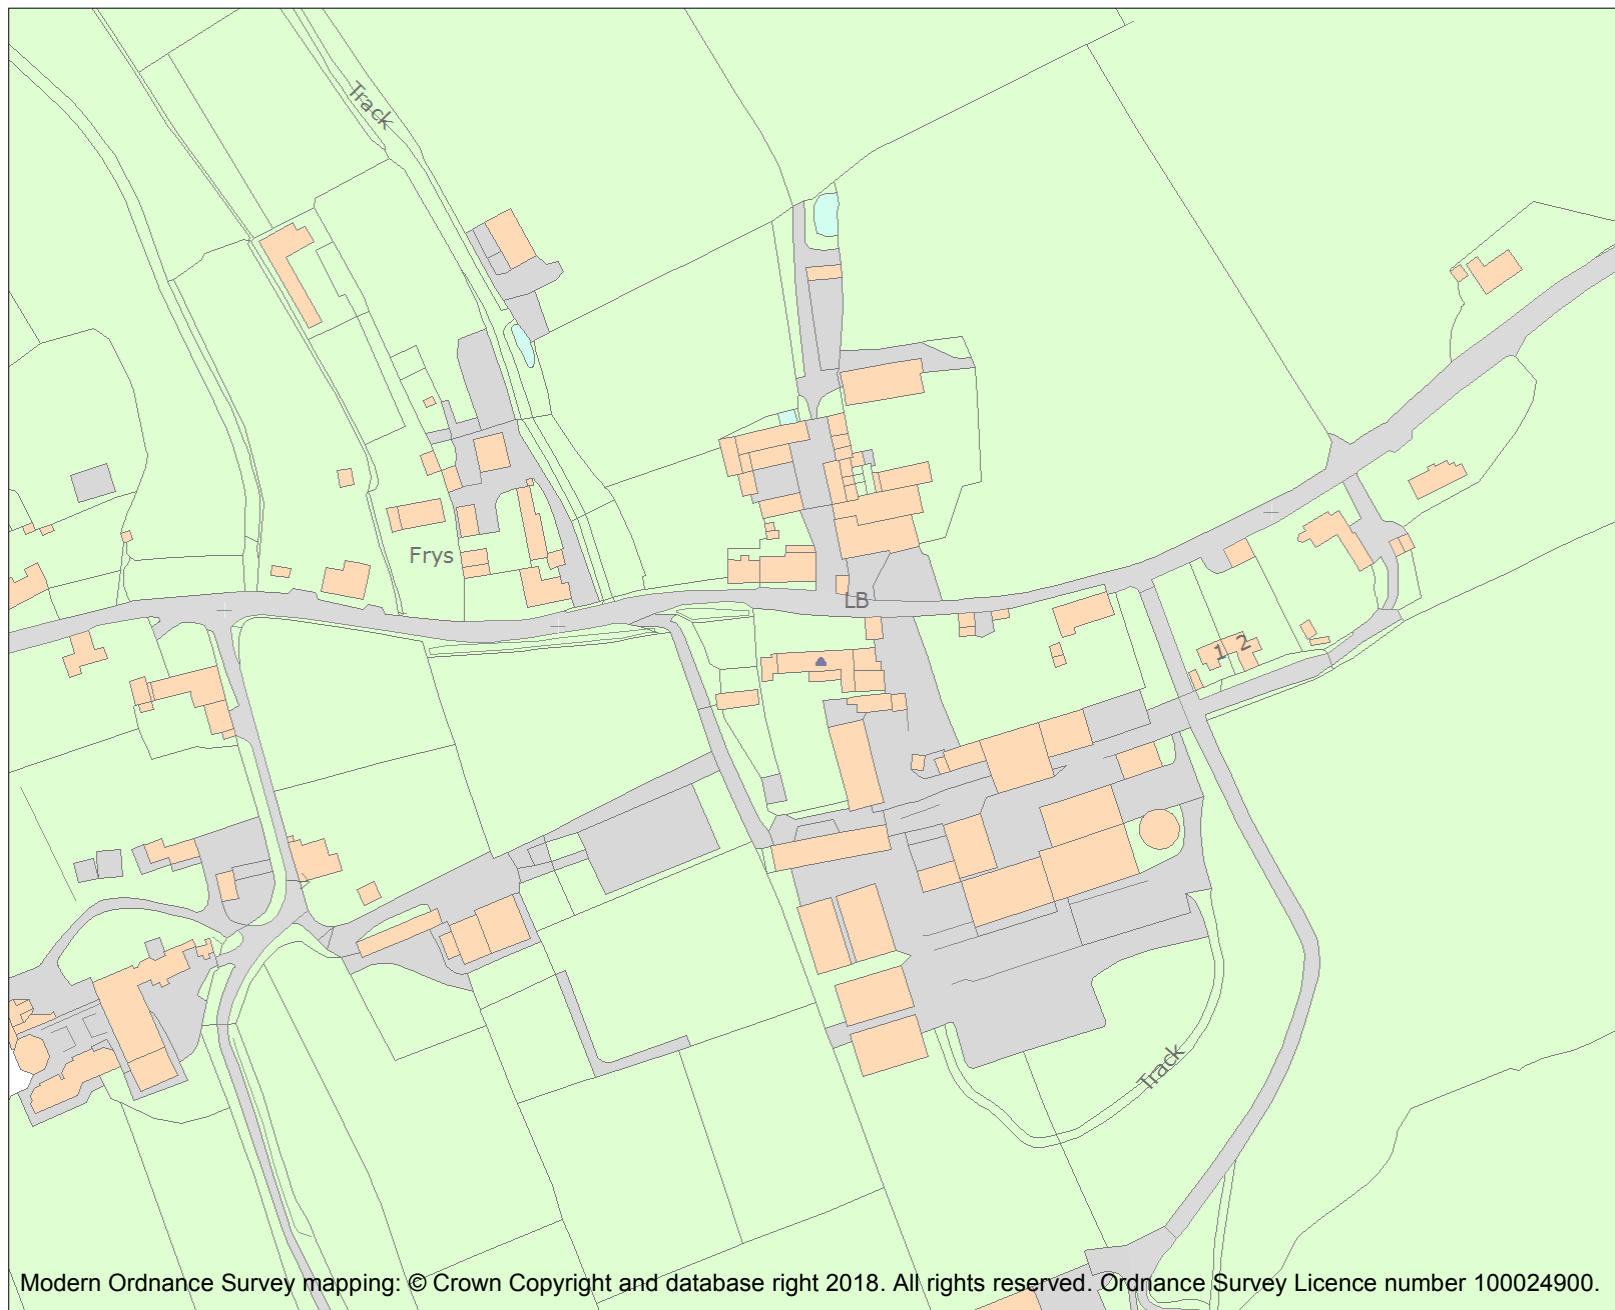 Track
Frys
LB
1 2
Track
Modern Ordnance Survey mapping: © Crown Copyright and database right 2018. All rights reserved. Ordnance Survey Licence number 100024900.